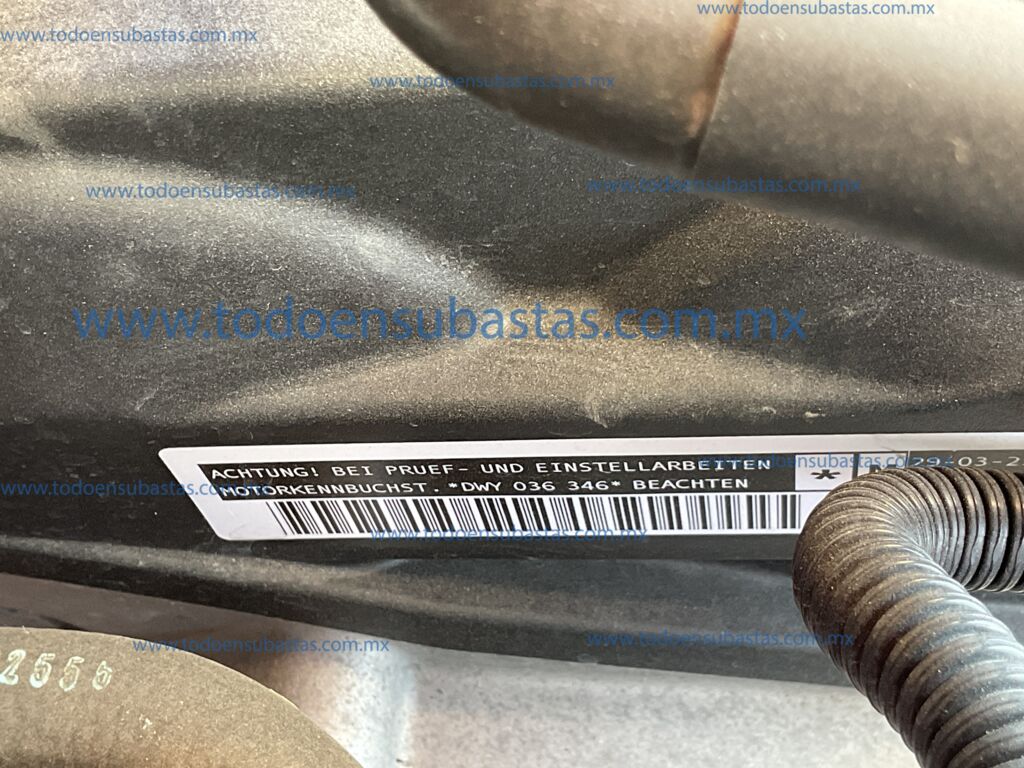 www.todoensubastas.com.mx
www.todoensubastas.com.mx
www.todoensubastas.com.mx
www.todoensubastas.com.mx
www.todoensubastas.com.mx
www.todoensubastas.com.mx
ACHTUNG! BEI PRUEF- UND EINSTELLARBEITEN
MOTORKENNBUCHST. *DWY 036 346* BEACHTEN
*
www.todoensubastas.com.mx
www.todoensubastas.com.mx
www.todoensubastas.com.mx
2556